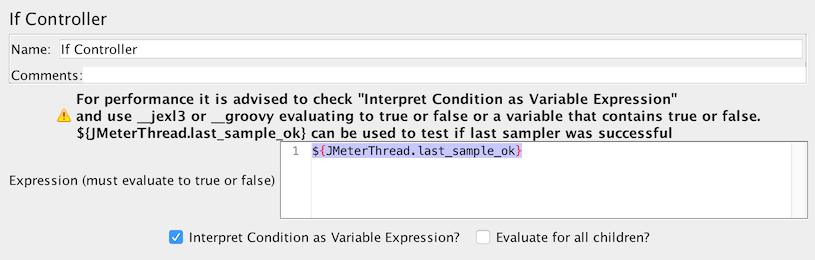 If Controller
Name: If Controller
Comments:
For performance it is advised to check "Interpret Condition as Variable Expression"
and use __jexl3 or __groovy evaluating to true or false or a variable that contains true or false.
${JMeterThread.last_sample_ok} can be used to test if last sampler was successful
1 ${JMeterThread.last_sample_ok}
Expression (must evaluate to true or false)
Interpret Condition as Variable Expression? Evaluate for all children?